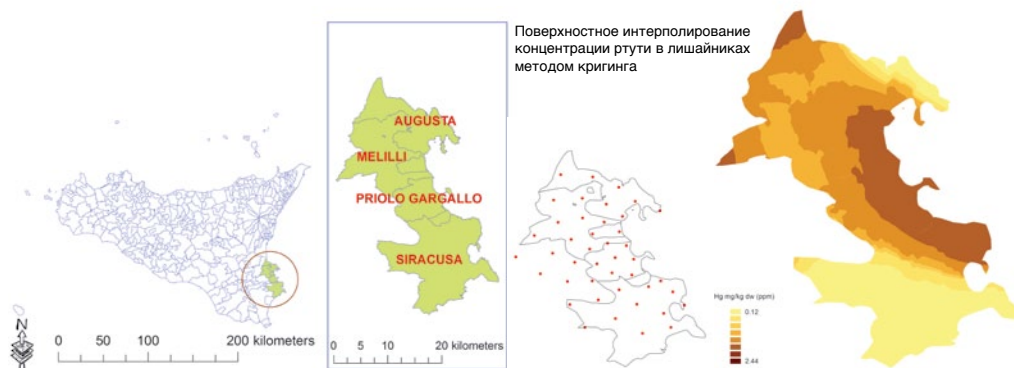 Поверхностное интерполирование
концентрации ртути в лишайниках
методом кригинга
AUGUSTA
MELILLI
PRIOLO GARGALLO
SIRACUSA
N
0 50 100 200 kilometers
0 5 10 20 kilometers
Hg mg/kg dw (ppm)
0.12
2.44